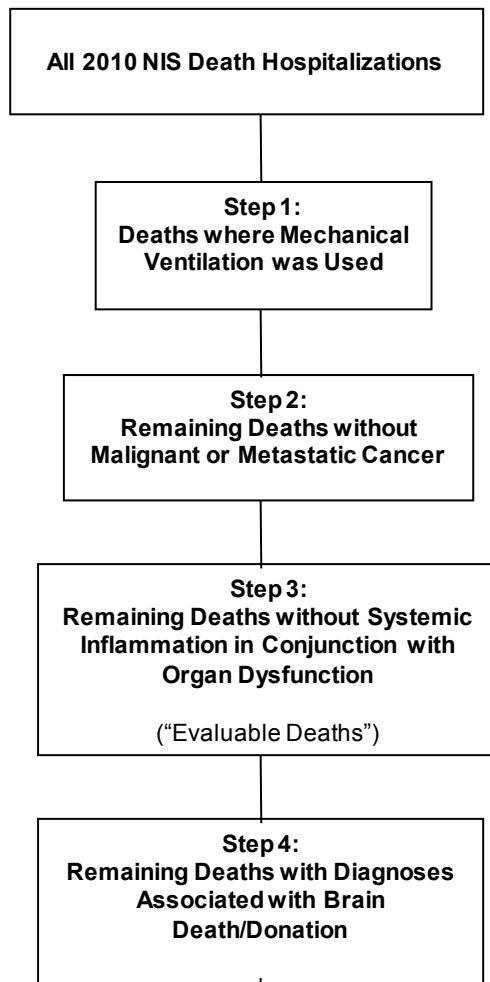 All 2010 NIS Death Hospitalizations
Step 1:
Deaths where Mechanical
Ventilation was Used
Step 2:
Remaining Deaths without
Malignant or Metastatic Cancer
Step 3:
Remaining Deaths without Systemic
Inflammation in Conjunction with
Organ Dysfunction
(“Evaluable Deaths”)
Step 4:
Remaining Deaths with Diagnoses
Associated with Brain
Death/Donation